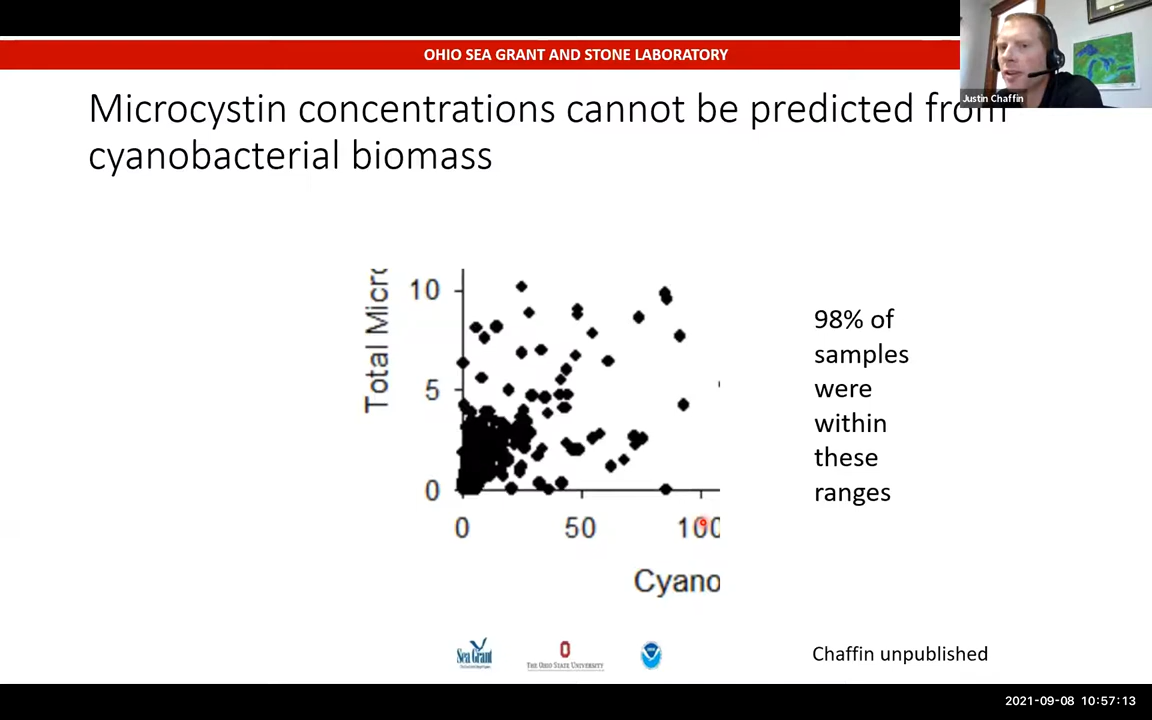 OHIO SEA GRANT AND STONE LABORATORY
Justin Chaffin
Microcystin concentrations cannot be predicted from
cyanobacterial biomass
Total Micro
10
5
0
0 50 100
Cyano
98% of
samples
were
within
these
ranges
Sea Grant
THE OHIO STATE UNIVERSITY
Chaffin unpublished
2021-09-08 10:57:13